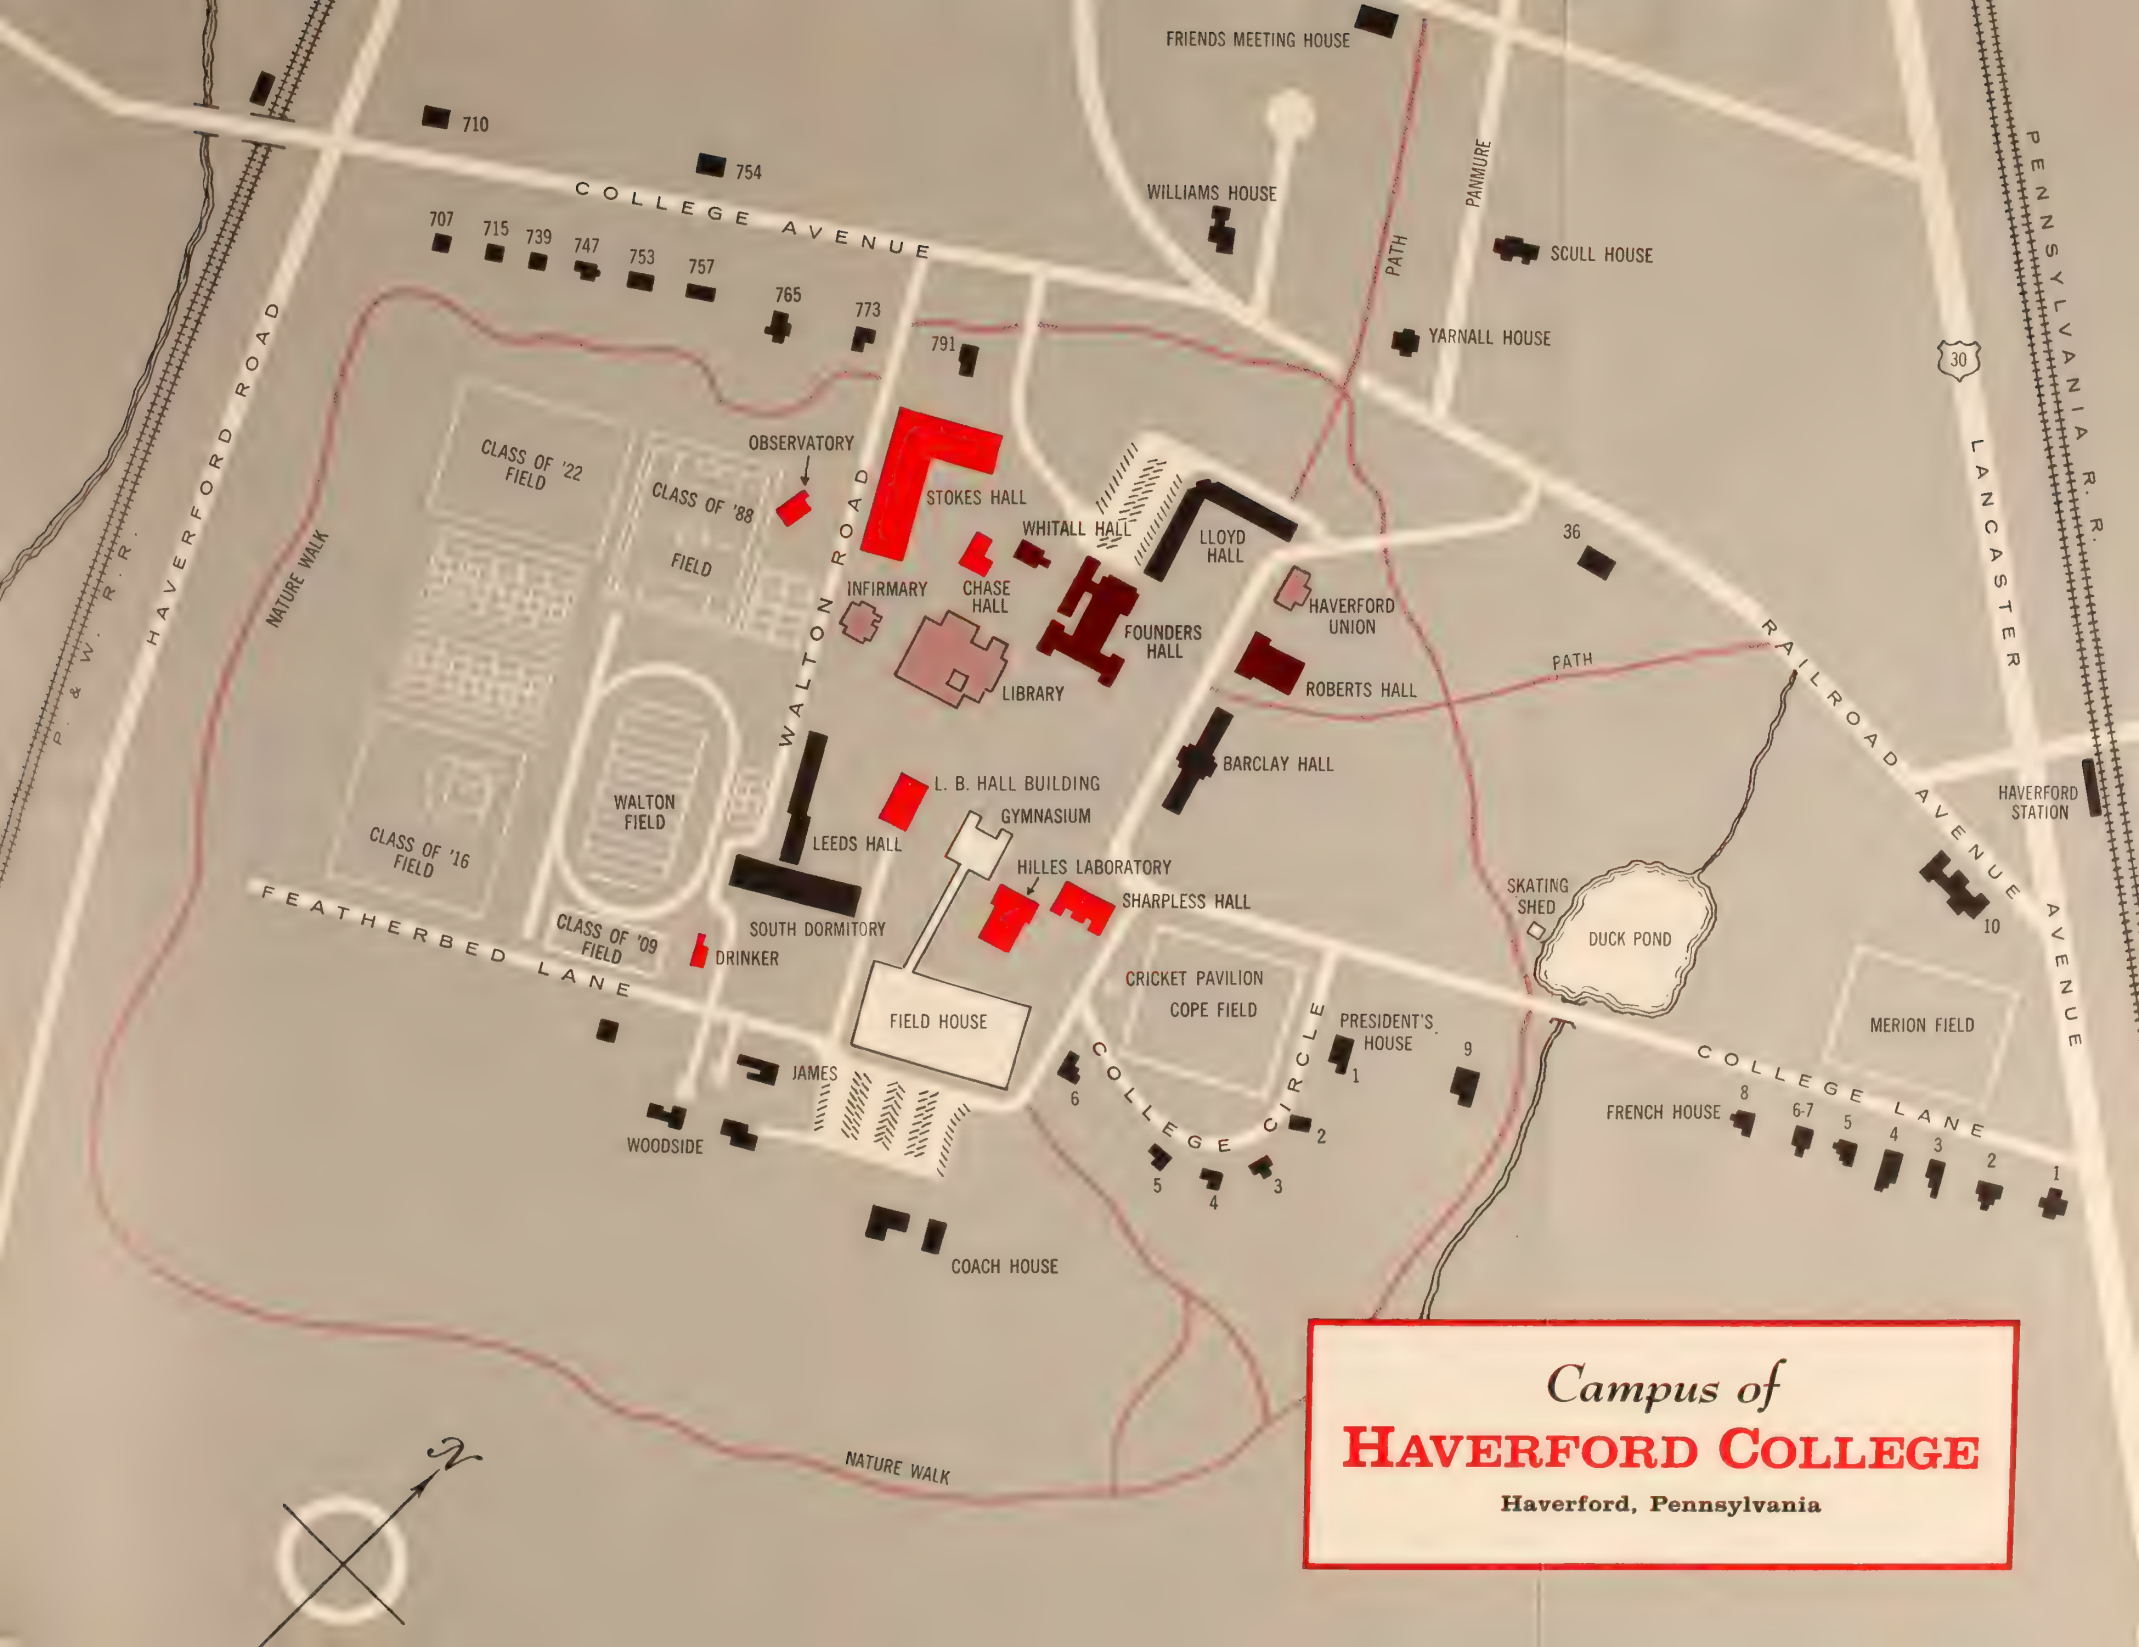 FRIENDS MEETING HOUSE
710
754
COLLEGE AVENUE
WILLIAMS HOUSE
PANMURE
PATH
SCULL HOUSE
YARNALL HOUSE
PENNSYLVANIA R. R.
30
LANCASTER
AVENUE
707
715
739
747
753
757
765
773
791
HAVERFORD ROAD
P. & W. R. R.
NATURE WALK
CLASS OF '22
FIELD
CLASS OF '88
FIELD
OBSERVATORY
STOKES HALL
WALTON ROAD
WHITALL HALL
LLOYD
HALL
INFIRMARY
CHASE
HALL
FOUNDERS
HALL
LIBRARY
HAVERFORD
UNION
ROBERTS HALL
36
PATH
RAILROAD AVENUE
BARCLAY HALL
L. B. HALL BUILDING
GYMNASIUM
HAVERFORD
STATION
WALTON
FIELD
CLASS OF '16
FIELD
LEEDS HALL
HILLES LABORATORY
SHARPLESS HALL
SKATING
SHED
DUCK POND
10
FEATHERBED LANE
CLASS OF '09
FIELD
SOUTH DORMITORY
DRINKER
FIELD HOUSE
CRICKET PAVILION
COPE FIELD
COLLEGE CIRCLE
PRESIDENT'S
HOUSE
1
9
MERION FIELD
COLLEGE LANE
JAMES
6
2
WOODSIDE
5
4
3
FRENCH HOUSE
8
6-7
5
4
3
2
1
COACH HOUSE
NATURE WALK
N
Campus of
HAVERFORD COLLEGE
Haverford, Pennsylvania